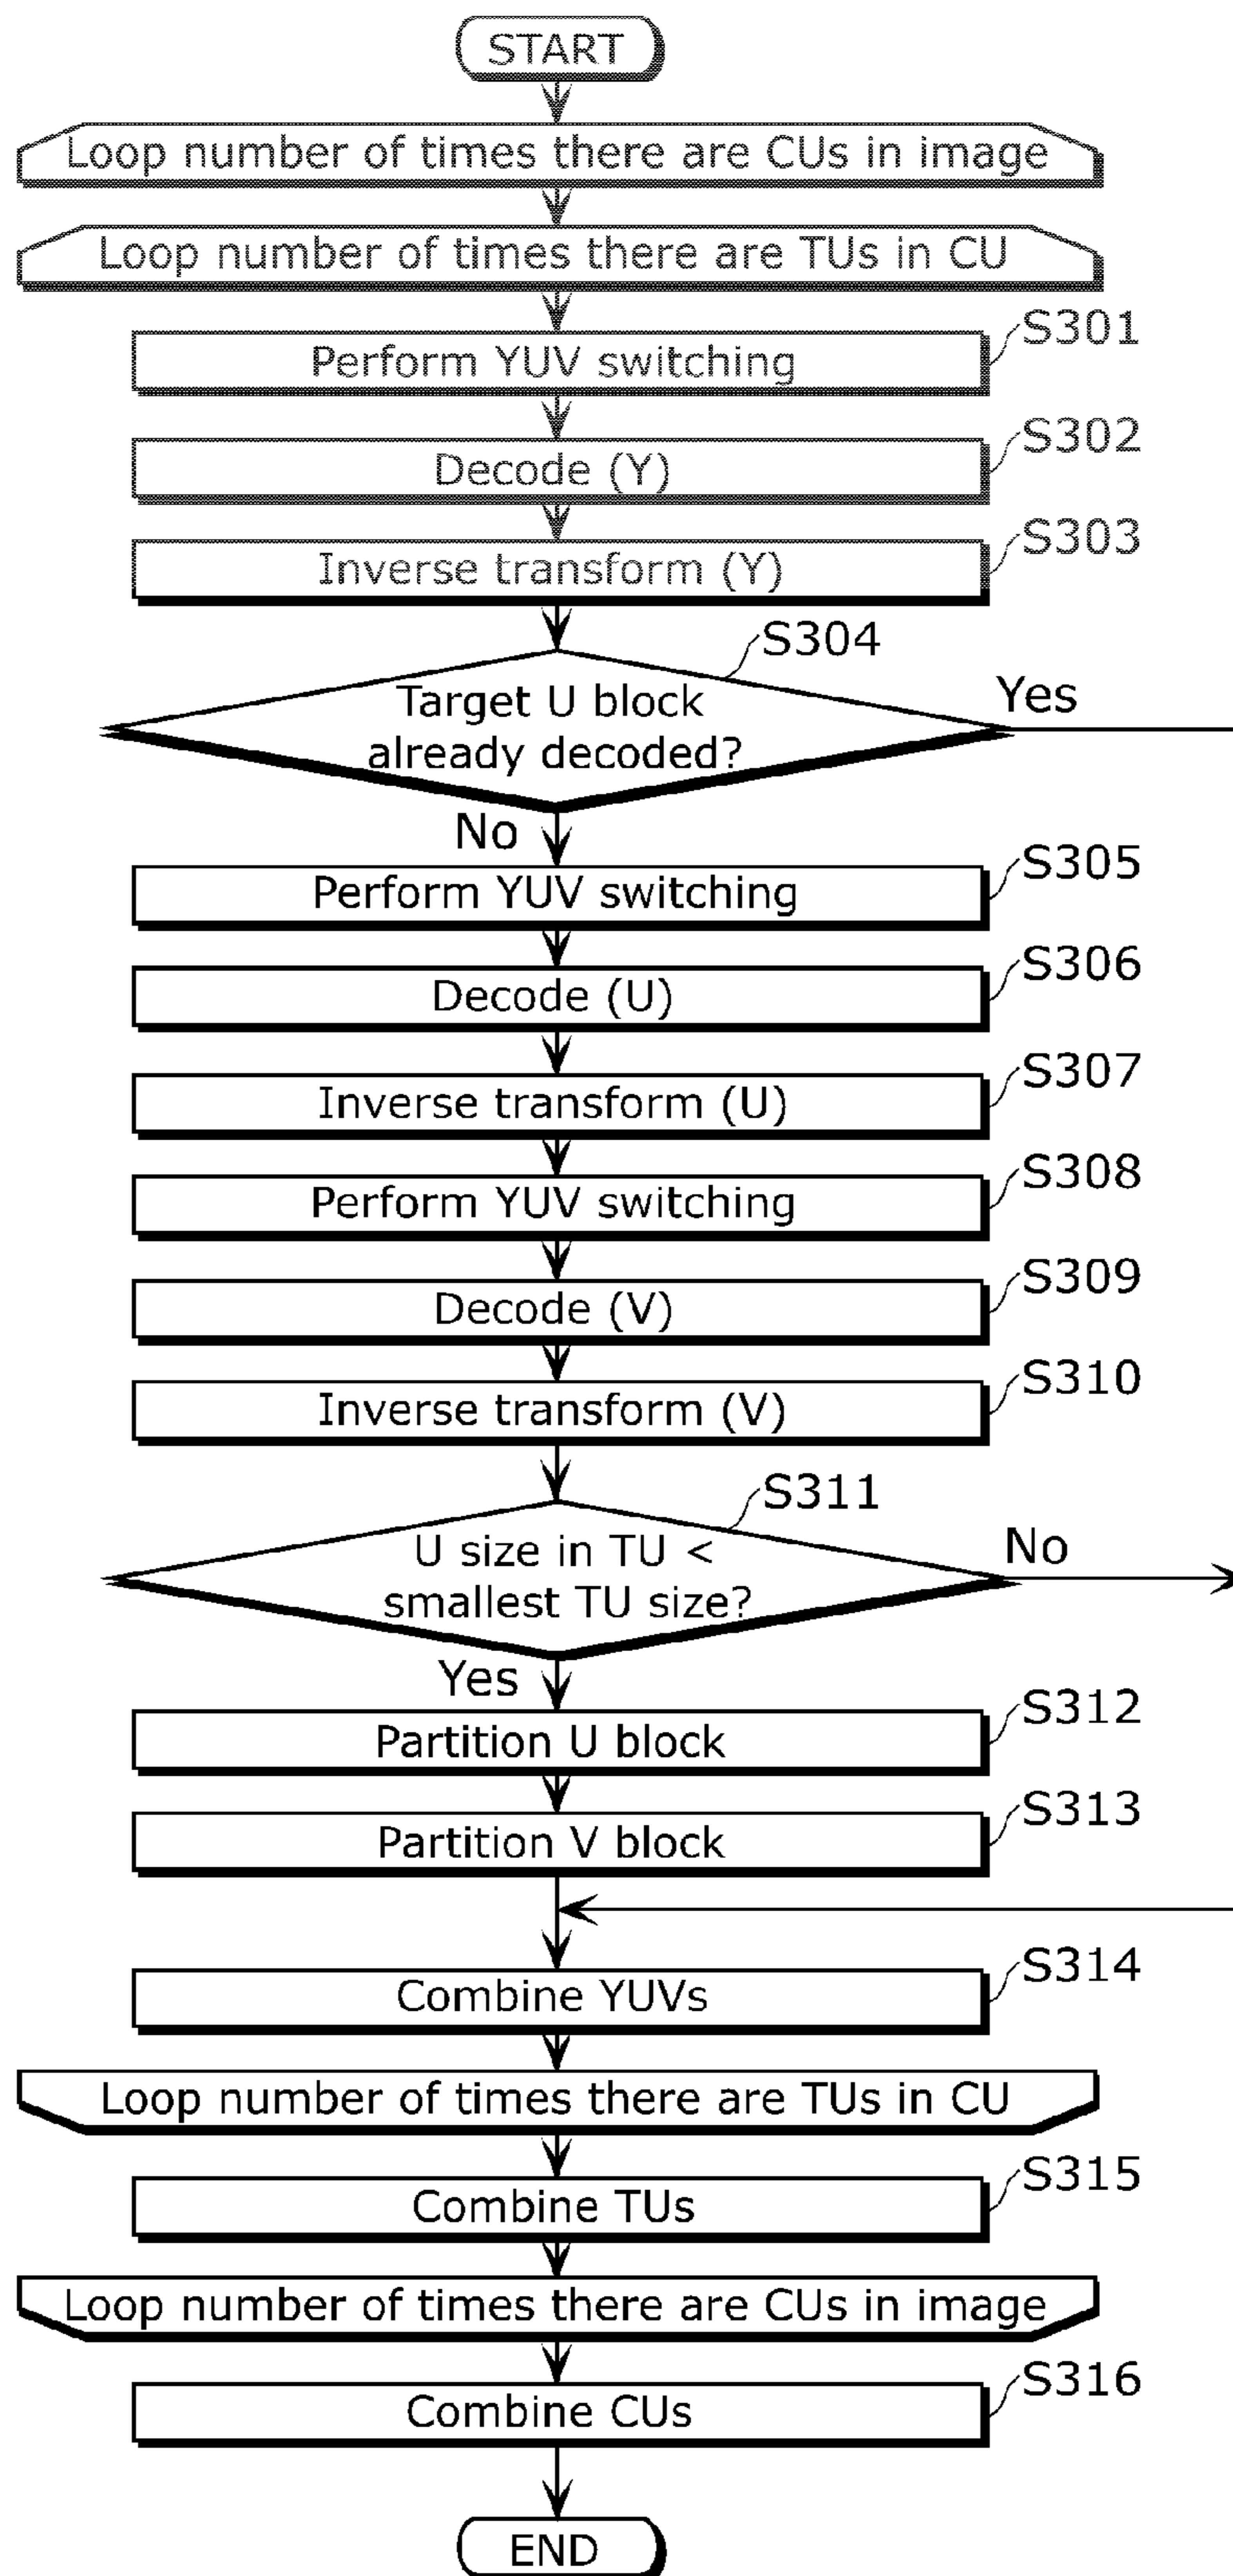 START
Loop number of times there are CUs in image
Loop number of times there are TUs in CU
S301
Perform YUV switching
S302
Decode (Y)
S303
Inverse transform (Y)
S304
Target U block
already decoded?
Yes
No
S305
Perform YUV switching
S306
Decode (U)
S307
Inverse transform (U)
S308
Perform YUV switching
S309
Decode (V)
S310
Inverse transform (V)
S311
U size in TU <
smallest TU size?
No
Yes
S312
Partition U block
S313
Partition V block
S314
Combine YUVs
Loop number of times there are TUs in CU
S315
Combine TUs
Loop number of times there are CUs in image
S316
Combine CUs
END